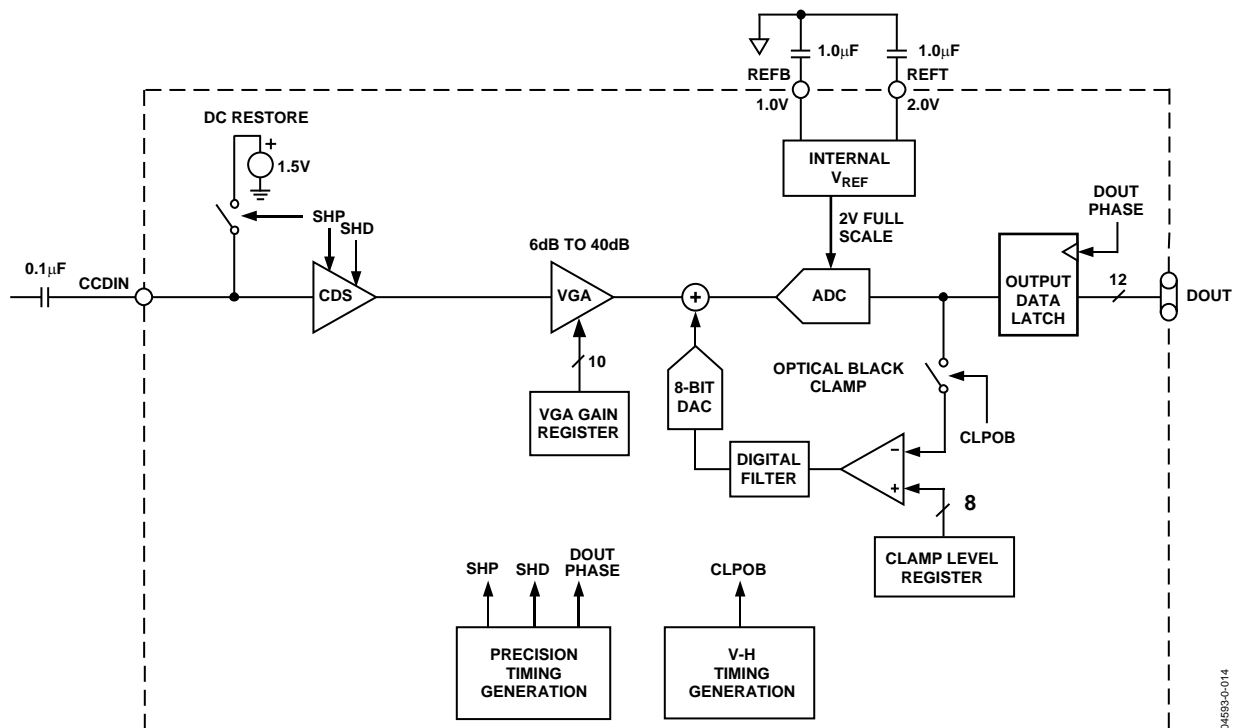 1.0µF
1.0µF
REFB
REFT
1.0V
2.0V
DC RESTORE
+
1.5V
INTERNAL
VREF
DOUT
PHASE
SHP
SHD
2V FULL
SCALE
6dB TO 40dB
0.1µF
CCDIN
CDS
VGA
+
ADC
OUTPUT
DATA
LATCH
12
DOUT
10
8-BIT
DAC
OPTICAL BLACK
CLAMP
VGA GAIN
REGISTER
CLPOB
DIGITAL
FILTER
–
+
8
CLAMP LEVEL
REGISTER
SHP
SHD
DOUT
PHASE
CLPOB
PRECISION
TIMING
GENERATION
V-H
TIMING
GENERATION
04593-0-014